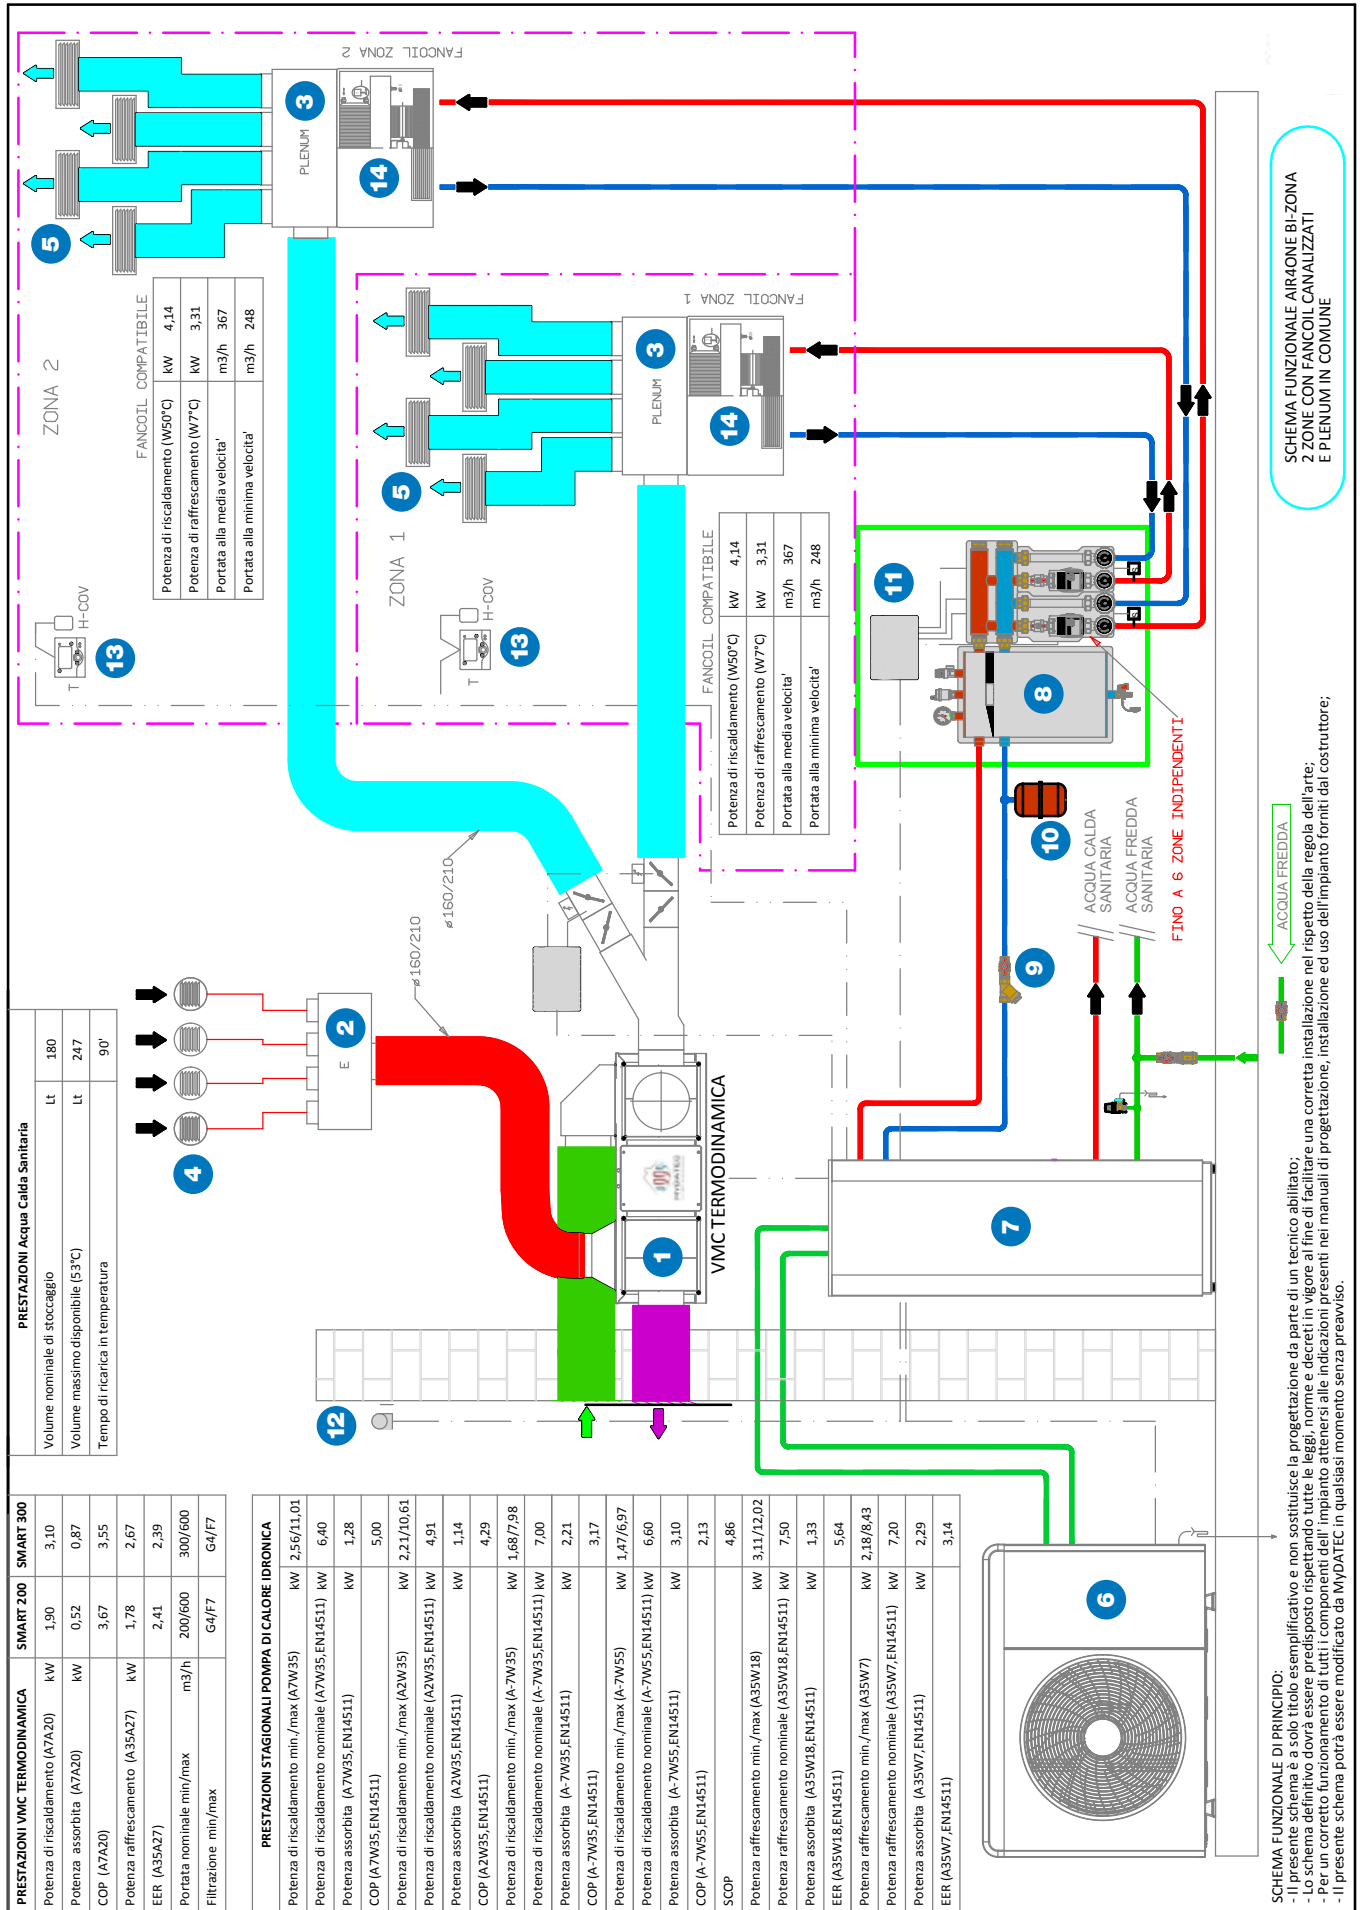 PRESTAZIONI VMC TERMODINAMICA SMART 200 SMART 300
Potenza di riscaldamento (A7A20) kW 1,90 3,10
Potenza assorbita (A7A20) kW 0,52 0,87
COP (A7A20) 3,67 3,55
Potenza raffrescamento (A35A27) kW 1,78 2,67
EER (A35A27) 2,41 2,39
Portata nominale min/max m3/h 200/600 300/600
Filtrazione min/max G4/F7 G4/F7
PRESTAZIONI Acqua Calda Sanitaria
Volume nominale di stoccaggio Lt 180
Volume massimo disponibile (53°C) Lt 247
Tempo di ricarica in temperatura 90'
PRESTAZIONI STAGIONALI POMPA DI CALORE IDRONICA
Potenza di riscaldamento min./max (A7W35) kW 2,56/11,01
Potenza di riscaldamento nominale (A7W35,EN14511) kW 6,40
Potenza assorbita (A7W35,EN14511) kW 1,28
COP (A7W35,EN14511) 5,00
Potenza di riscaldamento min./max (A2W35) kW 2,21/10,61
Potenza di riscaldamento nominale (A2W35,EN14511) kW 4,91
Potenza assorbita (A2W35,EN14511) kW 1,14
COP (A2W35,EN14511) 4,29
Potenza di riscaldamento min./max (A-7W35) kW 1,68/7,98
Potenza di riscaldamento nominale (A-7W35,EN14511) kW 7,00
Potenza assorbita (A-7W35,EN14511) kW 2,21
COP (A-7W35,EN14511) 3,17
Potenza di riscaldamento min./max (A-7W55) kW 1,47/6,97
Potenza di riscaldamento nominale (A-7W55,EN14511) kW 6,60
Potenza assorbita (A-7W55,EN14511) kW 3,10
COP (A-7W55,EN14511) 2,13
SCOP 4,86
Potenza raffrescamento min./max (A35W18) kW 3,11/12,02
Potenza raffrescamento nominale (A35W18,EN14511) kW 7,50
Potenza assorbita (A35W18,EN14511) kW 1,33
EER (A35W18,EN14511) 5,64
Potenza raffrescamento min./max (A35W7) kW 2,18/8,43
Potenza raffrescamento nominale (A35W7,EN14511) kW 7,20
Potenza assorbita (A35W7,EN14511) kW 2,29
EER (A35W7,EN14511) 3,14
ZONA 2
FANCOIL COMPATIBILE
Potenza di riscaldamento (W50°C) kW 4,14
Potenza di raffrescamento (W7°C) kW 3,31
Portata alla media velocita' m3/h 367
Portata alla minima velocita' m3/h 248
FANCOIL ZONA 2
PLENUM
3
14
5
13
T
H-COV
ZONA 1
FANCOIL COMPATIBILE
Potenza di riscaldamento (W50°C) kW 4,14
Potenza di raffrescamento (W7°C) kW 3,31
Portata alla media velocita' m3/h 367
Portata alla minima velocita' m3/h 248
FANCOIL ZONA 1
PLENUM
3
14
5
13
T
H-COV
4
2
E
ø160/210
ø160/210
1
VMC TERMODINAMICA
12
6
7
8
9
10
11
ACQUA CALDA
SANITARIA
ACQUA FREDDA
SANITARIA
FINO A 6 ZONE INDIPENDENTI
ACQUA FREDDA
SCHEMA FUNZIONALE AIR4ONE BI-ZONA
2 ZONE CON FANCOIL CANALIZZATI
E PLENUM IN COMUNE
SCHEMA FUNZIONALE DI PRINCIPIO:
- Il presente schema è a solo titolo esemplificativo e non sostituisce la progettazione da parte di un tecnico abilitato;
- Lo schema definitivo dovrà essere predisposto rispettando tutte le leggi, norme e decreti in vigore al fine di facilitare una corretta installazione nel rispetto della regola dell'arte;
- Per un corretto funzionamento di tutti i componenti dell' impianto attenersi alle indicazioni presenti nei manuali di progettazione, installazione ed uso dell'impianto forniti dal costruttore;
- Il presente schema potrà essere modificato da MyDATEC in qualsiasi momento senza preavviso.